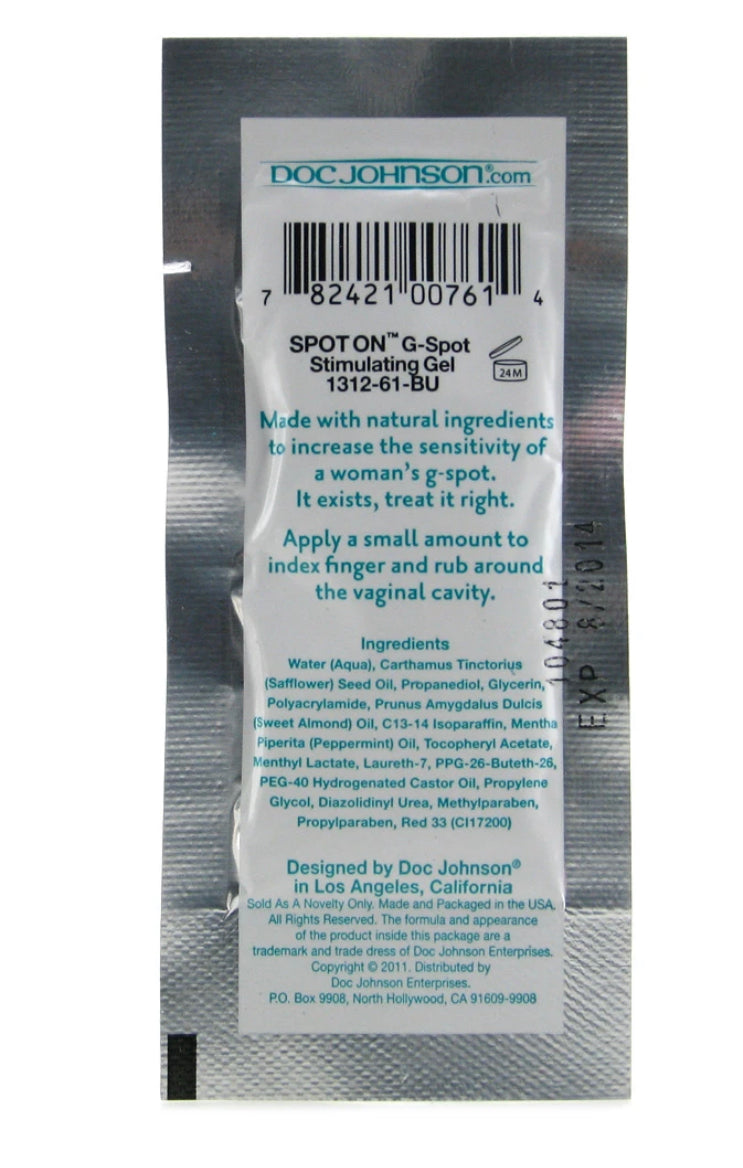 DOC JOHNSON®.com
7 82421 00761 4
SPOT ON™ G-Spot
Stimulating Gel
1312-61-BU
24M
Made with natural ingredients
to increase the sensitivity of
a woman's g-spot.
It exists, treat it right.
Apply a small amount to
index finger and rub around
the vaginal cavity.
Ingredients
Water (Aqua), Carthamus Tinctorius
(Safflower) Seed Oil, Propanediol, Glycerin,
Polyacrylamide, Prunus Amygdalus Dulcis
(Sweet Almond) Oil, C13-14 Isoparaffin, Mentha
Piperita (Peppermint) Oil, Tocopheryl Acetate,
Menthyl Lactate, Laureth-7, PPG-26-Buteth-26,
PEG-40 Hydrogenated Castor Oil, Propylene
Glycol, Diazolidinyl Urea, Methylparaben,
Propylparaben, Red 33 (CI17200)
Designed by Doc Johnson®
in Los Angeles, California
Sold As A Novelty Only. Made and Packaged in the USA.
All Rights Reserved. The formula and appearance
of the product inside this package are a
trademark and trade dress of Doc Johnson Enterprises.
Copyright © 2011. Distributed by
Doc Johnson Enterprises.
P.O. Box 9908, North Hollywood, CA 91609-9908
104801
EXP 8/2014